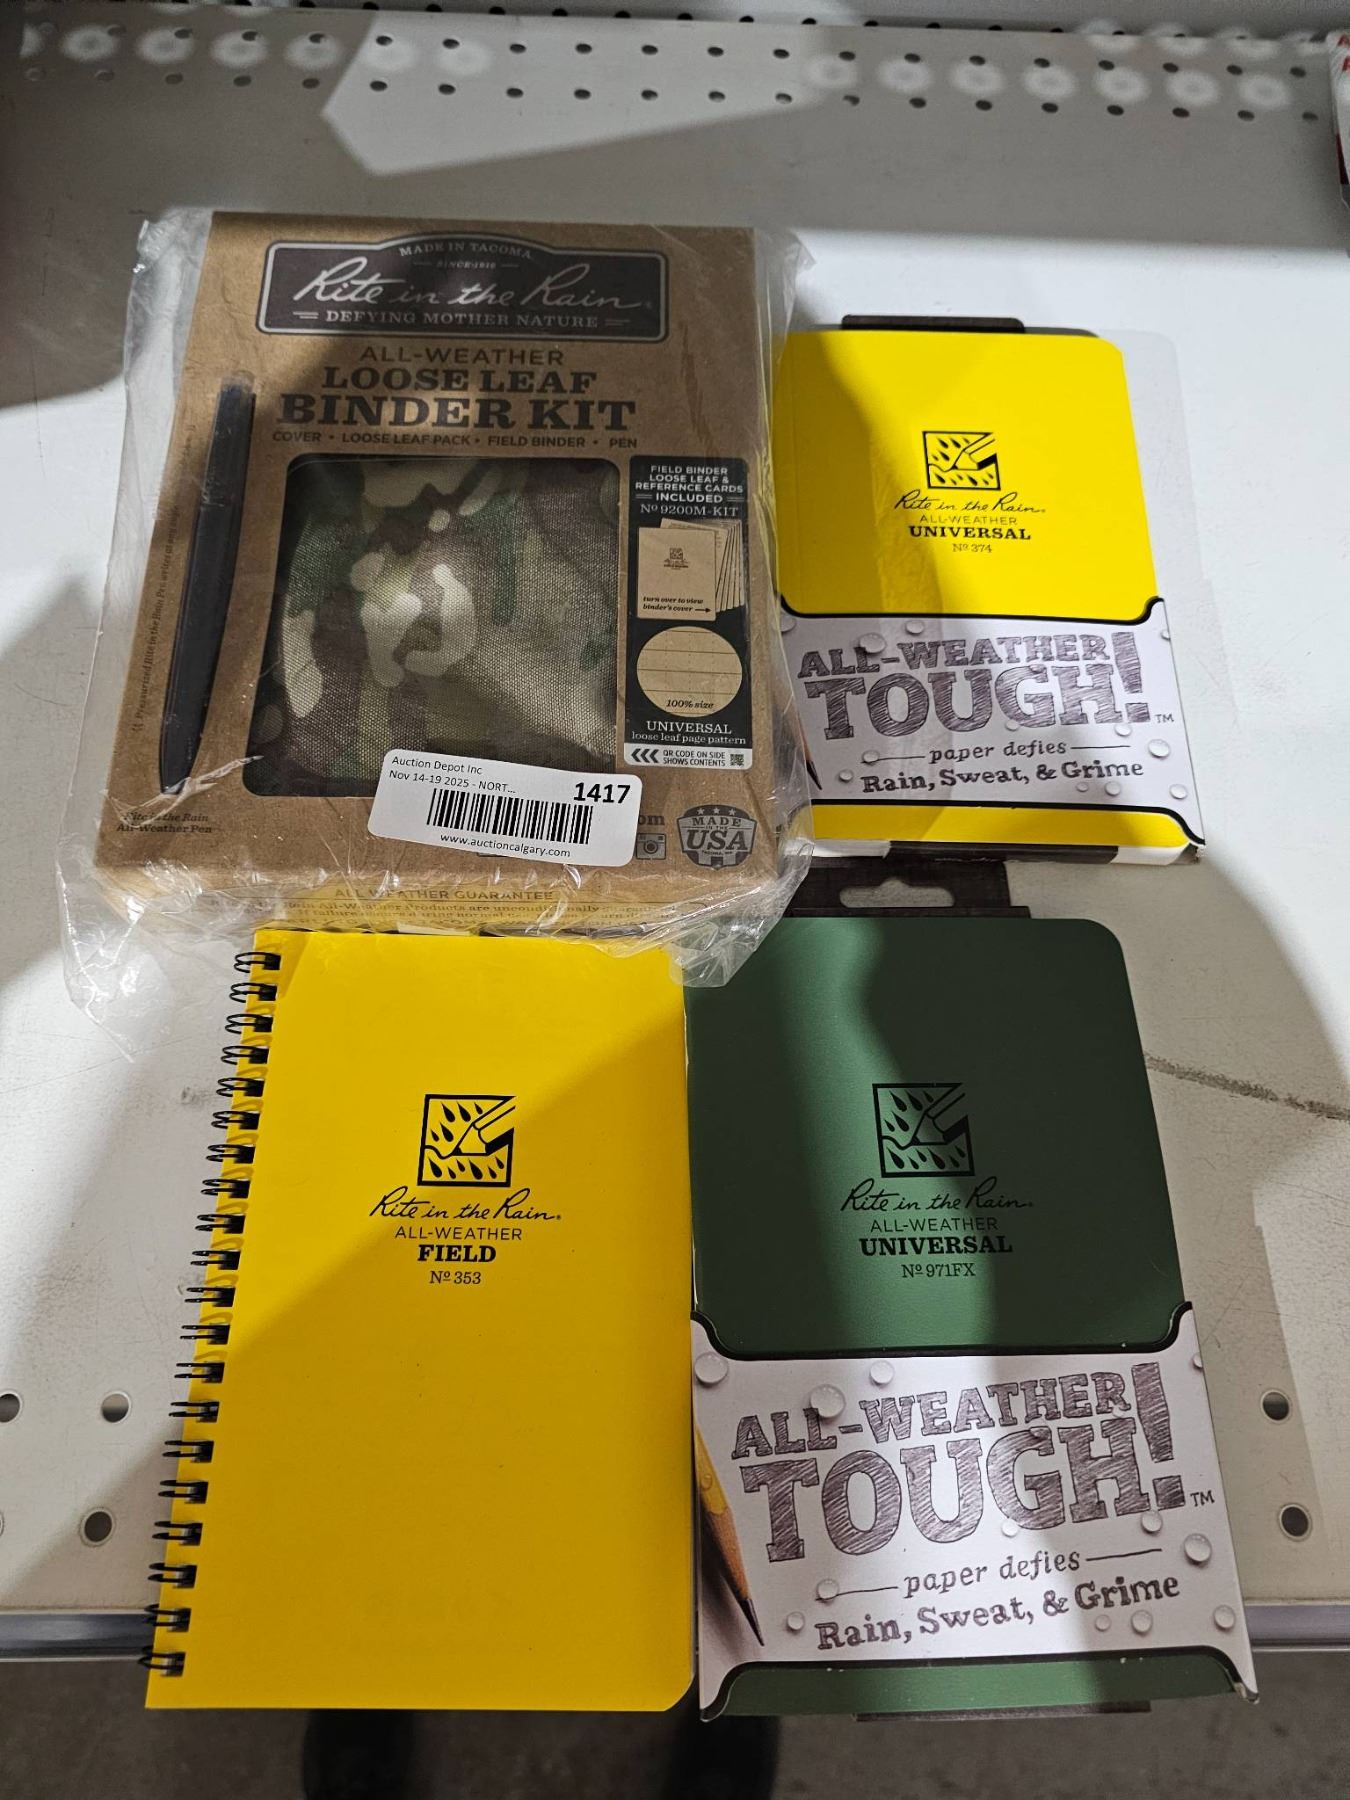 MADE IN TACOMA
SINCE 1916
Rite in the Rain
DEFYING MOTHER NATURE
ALL-WEATHER
LOOSE LEAF
BINDER KIT
COVER • LOOSE LEAF PACK • FIELD BINDER • PEN
FIELD BINDER
LOOSE LEAF &
REFERENCE CARDS
INCLUDED
Nº 9200M-KIT
turn over to view
binder's cover
100% size
UNIVERSAL
loose leaf page pattern
QR CODE ON SIDE
SHOWS CONTENTS
Rite in the Rain
All-Weather Pen
Auction Depot Inc
Nov 14-19 2025 - NORT...
1417
www.auctioncalgary.com
MADE
IN THE
USA
ALL WEATHER GUARANTEE
Rite in the Rain
ALL-WEATHER
UNIVERSAL
Nº 374
ALL-WEATHER
TOUGH!™
paper defies
Rain, Sweat, & Grime
Rite in the Rain
ALL-WEATHER
FIELD
Nº 353
Rite in the Rain
ALL-WEATHER
UNIVERSAL
Nº 971FX
ALL-WEATHER
TOUGH!™
paper defies
Rain, Sweat, & Grime